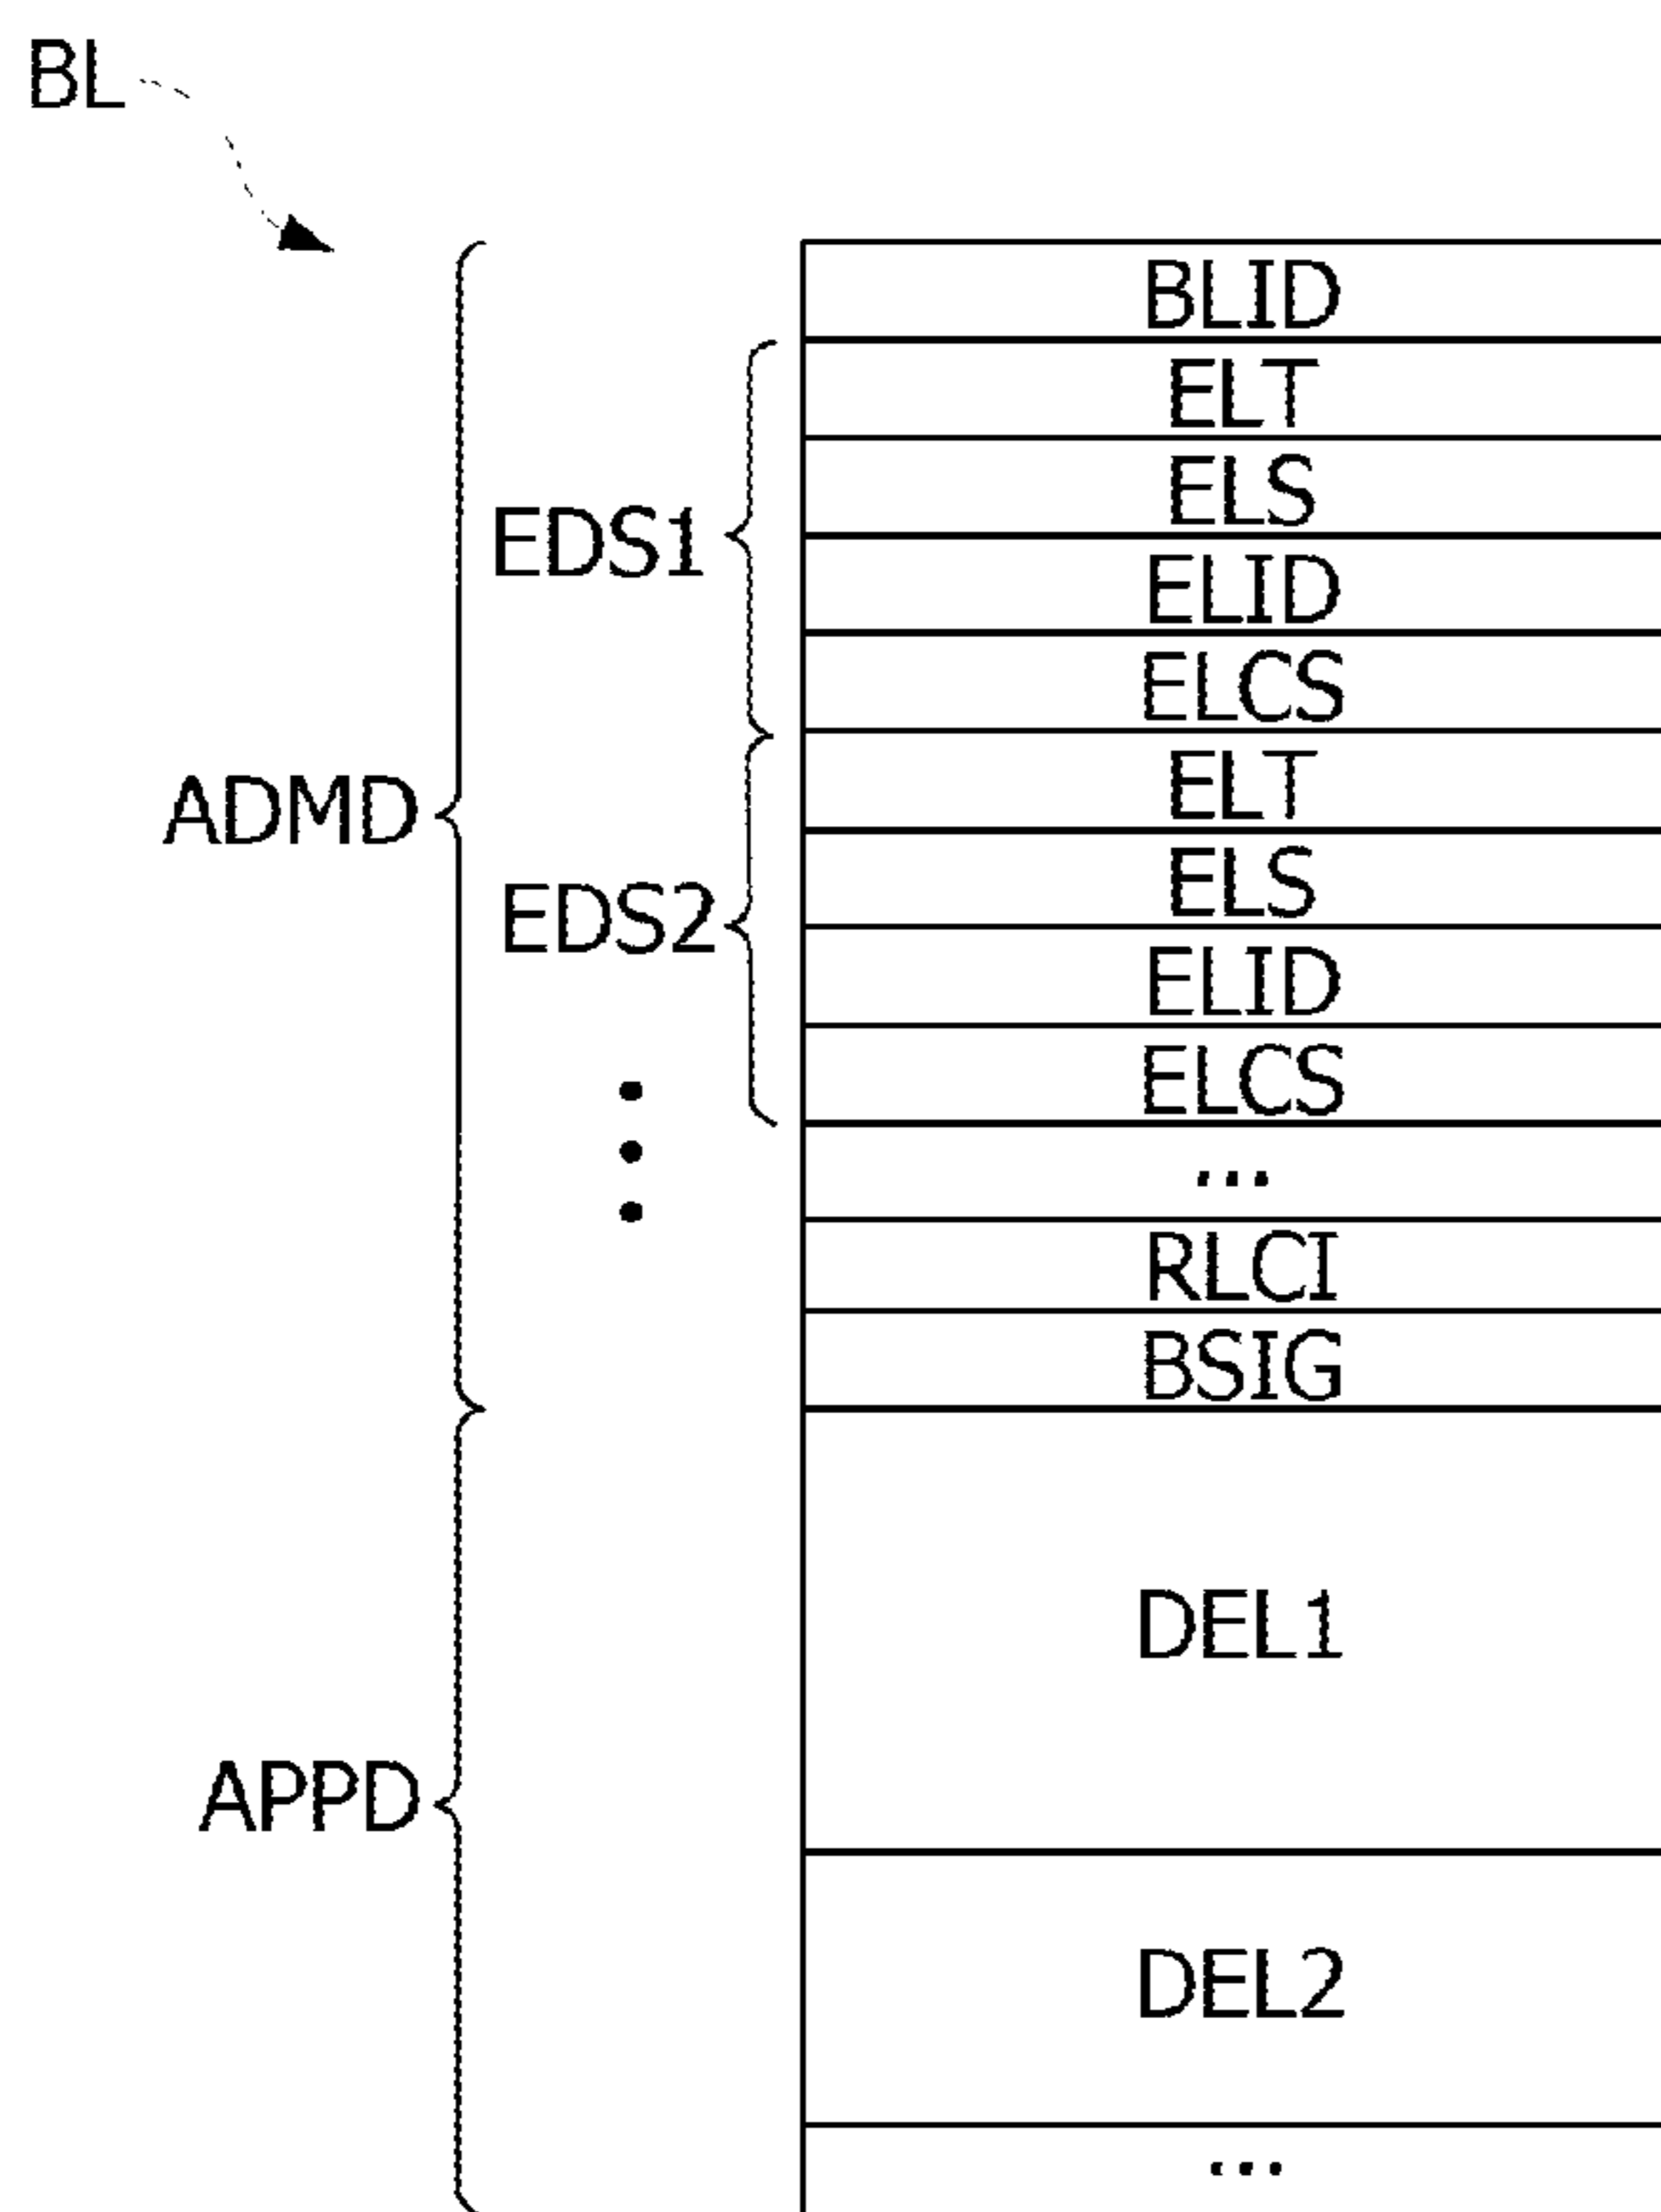 BL
BLID
ELT
ELS
EDS1
ELID
ELCS
ELT
ADMD
ELS
EDS2
ELID
ELCS
...
RLCI
BSIG
DEL1
APPD
DEL2
...